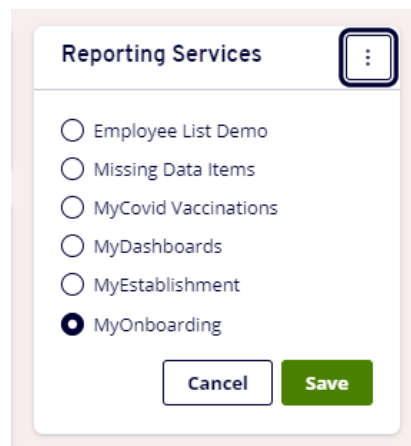 Reporting Services
Employee List Demo
Missing Data Items
MyCovid Vaccinations
MyDashboards
MyEstablishment
MyOnboarding
Cancel Save